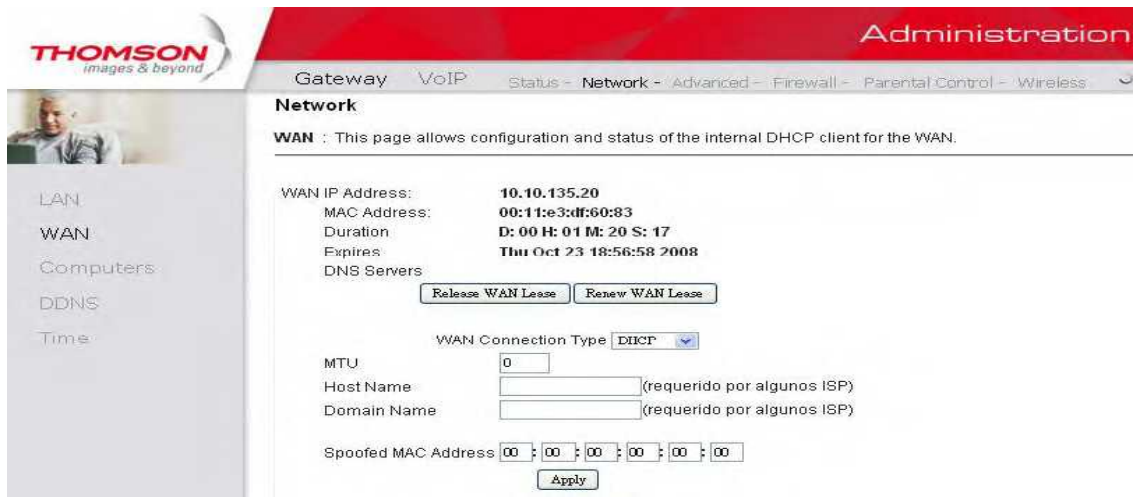 THOMSON
images & beyond
Administration
Gateway VoIP Status - Network - Advanced - Firewall - Parental Control - Wireless
Network
WAN : This page allows configuration and status of the internal DHCP client for the WAN.
LAN
WAN
Computers
DDNS
Time
WAN IP Address: 10.10.135.20
MAC Address: 00:11:e3:df:60:83
Duration D: 00 H: 01 M: 20 S: 17
Expires Thu Oct 23 18:56:58 2008
DNS Servers
Release WAN Lease Renew WAN Lease
WAN Connection Type DHCP
MTU 0
Host Name (requerido por algunos ISP)
Domain Name (requerido por algunos ISP)
Spoofed MAC Address 00 : 00 : 00 : 00 : 00 : 00
Apply